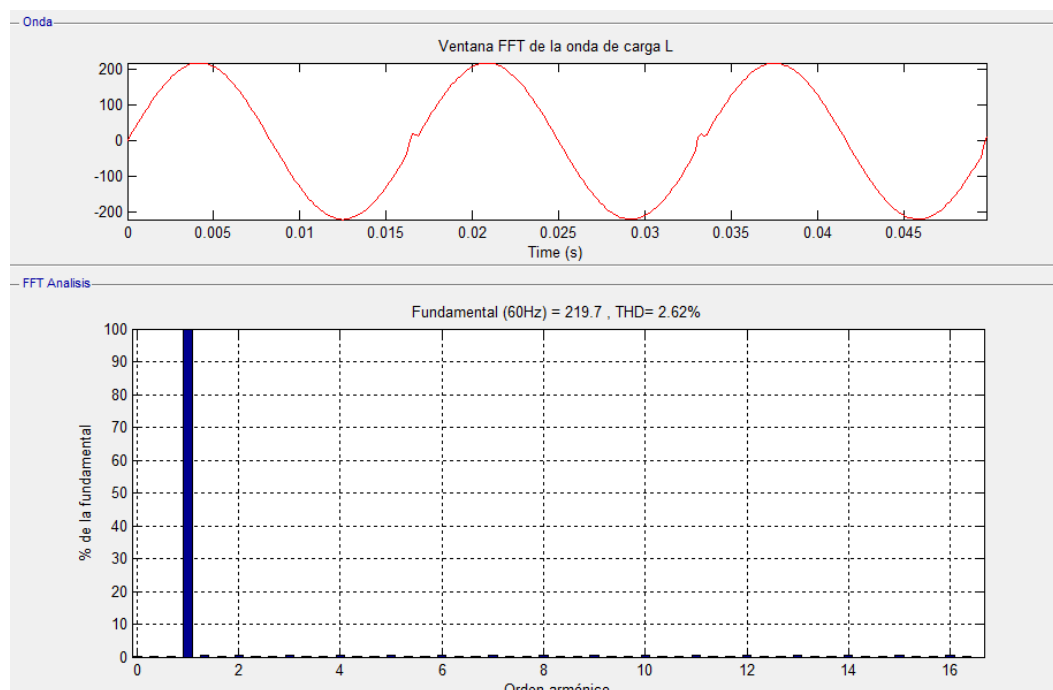 Onda
Ventana FFT de la onda de carga L
200
100
0
-100
-200
0 0.005 0.01 0.015 0.02 0.025 0.03 0.035 0.04 0.045
Time (s)
FFT Analisis
Fundamental (60Hz) = 219.7 , THD= 2.62%
100
90
80
70
60
50
40
30
20
10
0
% de la fundamental
0 2 4 6 8 10 12 14 16
Orden armónico